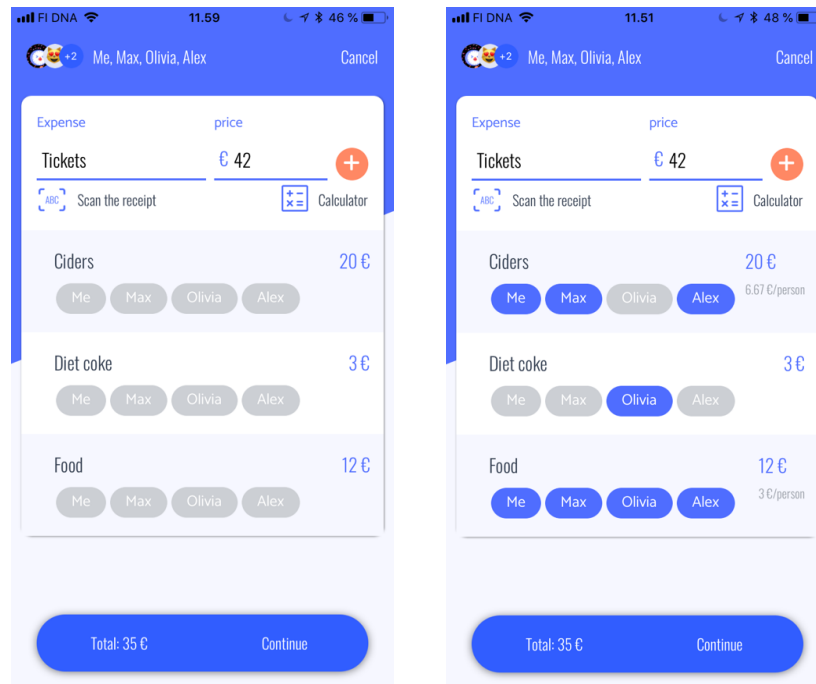 FI DNA 11.59 46 %
+2 Me, Max, Olivia, Alex Cancel
Expense price
Tickets € 42
ABC Scan the receipt Calculator
Ciders 20 €
Me Max Olivia Alex
Diet coke 3 €
Me Max Olivia Alex
Food 12 €
Me Max Olivia Alex
Total: 35 € Continue
FI DNA 11.51 48 %
+2 Me, Max, Olivia, Alex Cancel
Expense price
Tickets € 42
ABC Scan the receipt Calculator
Ciders 20 €
Me Max Olivia Alex 6.67 €/person
Diet coke 3 €
Me Max Olivia Alex
Food 12 €
Me Max Olivia Alex 3 €/person
Total: 35 € Continue